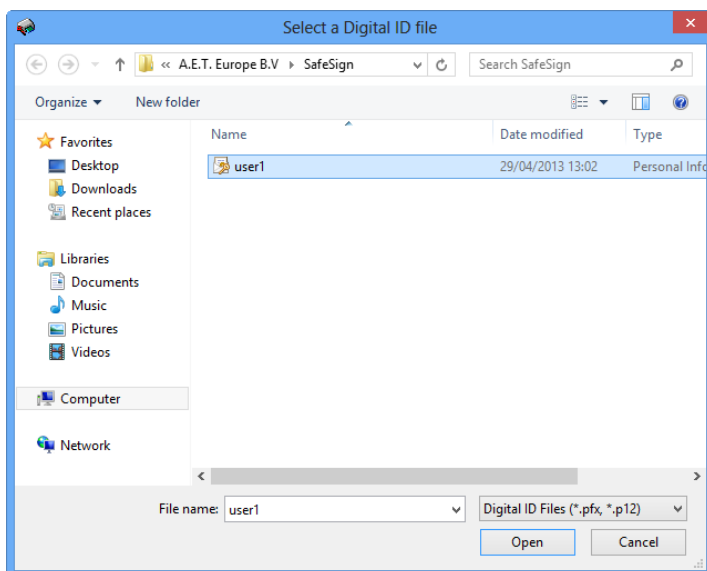 Select a Digital ID file
« A.E.T. Europe B.V ▸ SafeSign
Search SafeSign
Organize
New folder
Name
Date modified
Type
Favorites
Desktop
Downloads
Recent places
Libraries
Documents
Music
Pictures
Videos
Computer
Network
user1
29/04/2013 13:02
Personal Info
File name:
user1
Digital ID Files (*.pfx, *.p12)
Open
Cancel